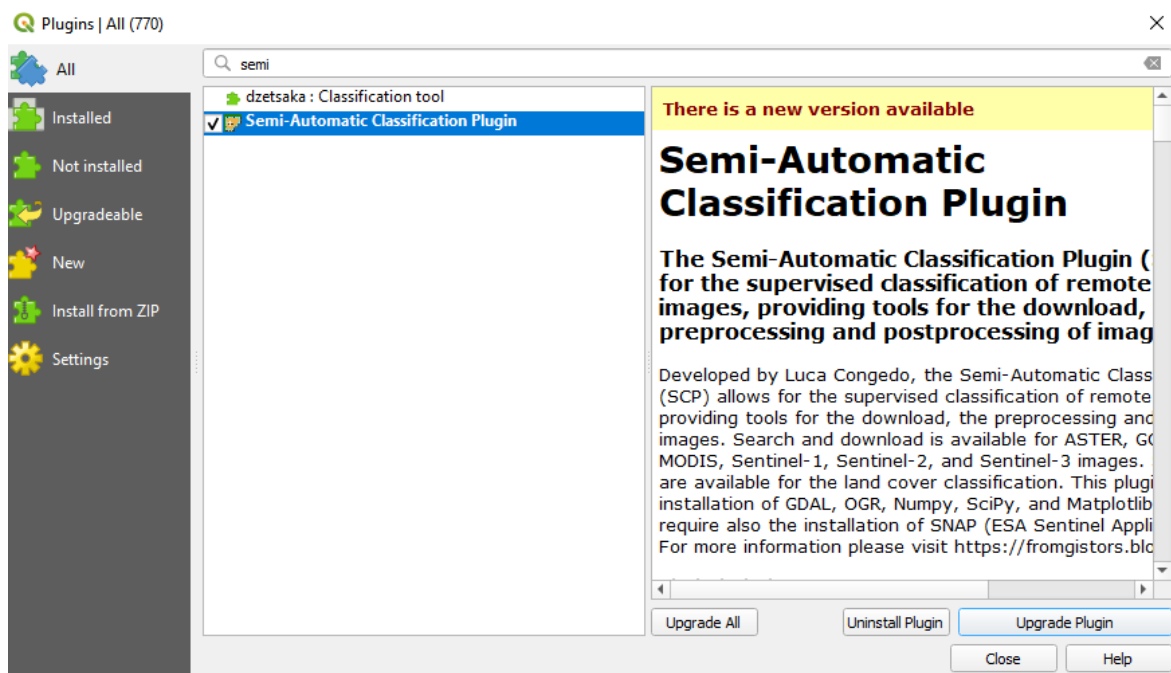 Plugins | All (770)
All
Installed
Not installed
Upgradeable
New
Install from ZIP
Settings
semi
dzetsaka : Classification tool
Semi-Automatic Classification Plugin
There is a new version available
Semi-Automatic
Classification Plugin
The Semi-Automatic Classification Plugin (
for the supervised classification of remote
images, providing tools for the download,
preprocessing and postprocessing of imag
Developed by Luca Congedo, the Semi-Automatic Class
(SCP) allows for the supervised classification of remote
providing tools for the download, the preprocessing and
images. Search and download is available for ASTER, GO
MODIS, Sentinel-1, Sentinel-2, and Sentinel-3 images.
are available for the land cover classification. This plugi
installation of GDAL, OGR, Numpy, SciPy, and Matplotlib
require also the installation of SNAP (ESA Sentinel Appli
For more information please visit https://fromgistors.blo
Upgrade All
Uninstall Plugin
Upgrade Plugin
Close
Help